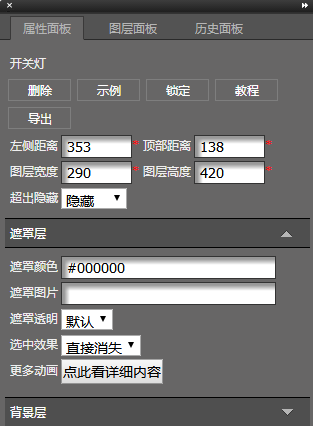 属性面板 图层面板 历史面板
开关灯
删除 示例 锁定 教程
导出
左侧距离 353 * 顶部距离 138 *
图层宽度 290 * 图层高度 420 *
超出隐藏 隐藏
遮罩层
遮罩颜色 #000000
遮罩图片
遮罩透明 默认
选中效果 直接消失
更多动画 点此看详细内容
背景层